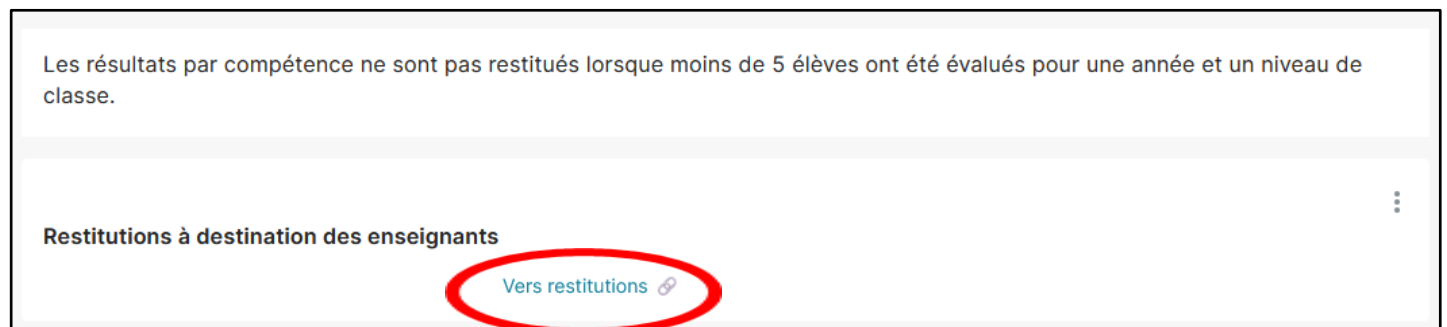 Les résultats par compétence ne sont pas restitués lorsque moins de 5 élèves ont été évalués pour une année et un niveau de
classe.
Restitutions à destination des enseignants
Vers restitutions